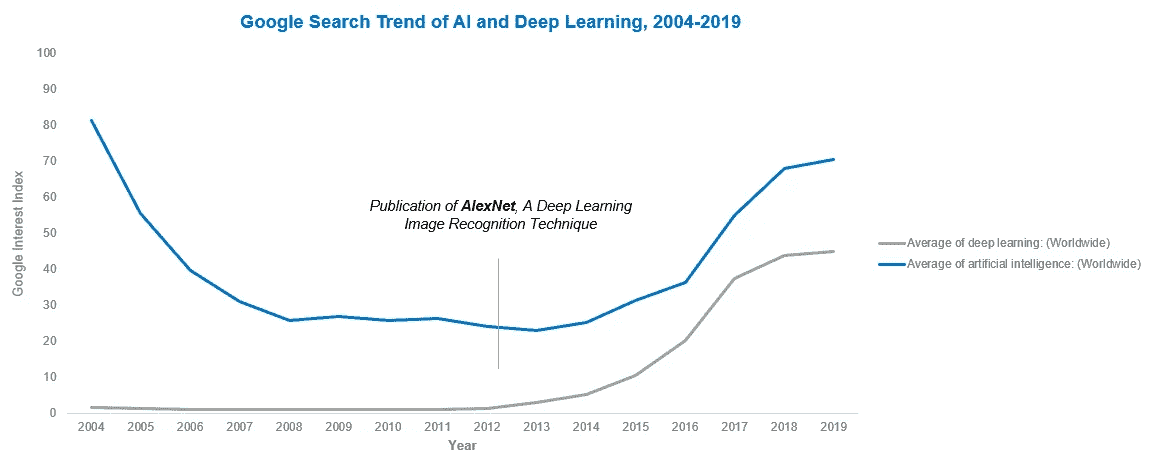 Google Search Trend of AI and Deep Learning, 2004-2019
100
90
80
70
60
50
40
30
20
10
0
Google Interest Index
Publication of AlexNet, A Deep Learning
Image Recognition Technique
Average of deep learning: (Worldwide)
Average of artificial intelligence: (Worldwide)
2004 2005 2006 2007 2008 2009 2010 2011 2012 2013 2014 2015 2016 2017 2018 2019
Year